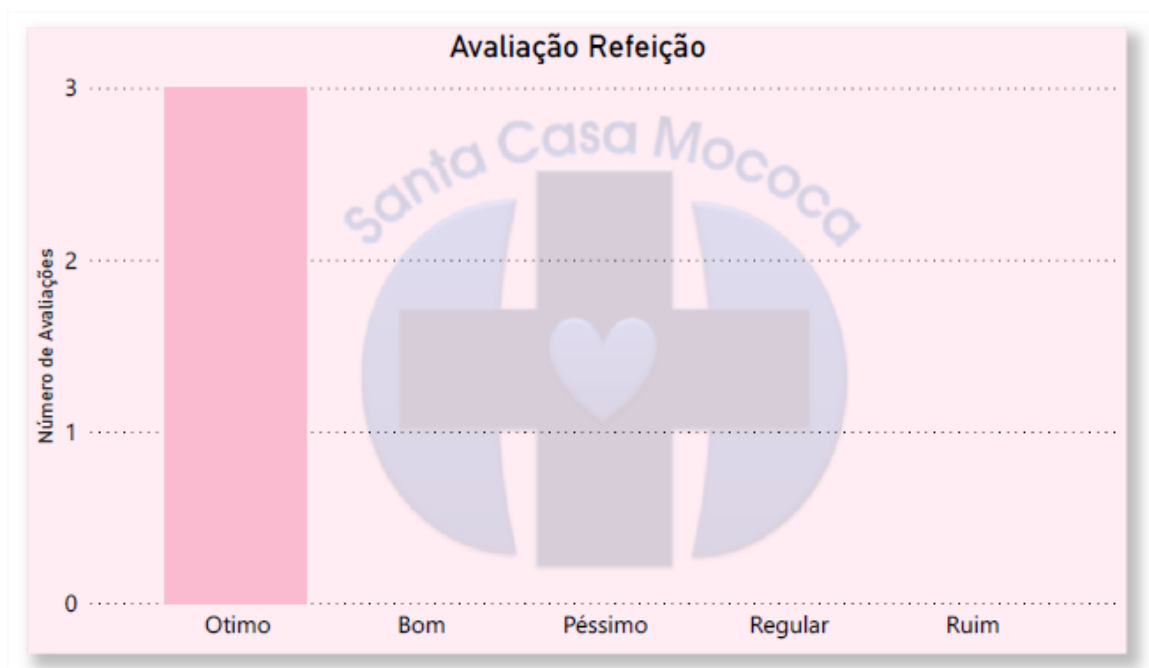 Avaliação Refeição
Santa Casa Mococa
Número de Avaliações
3
2
1
0
Otimo Bom Péssimo Regular Ruim